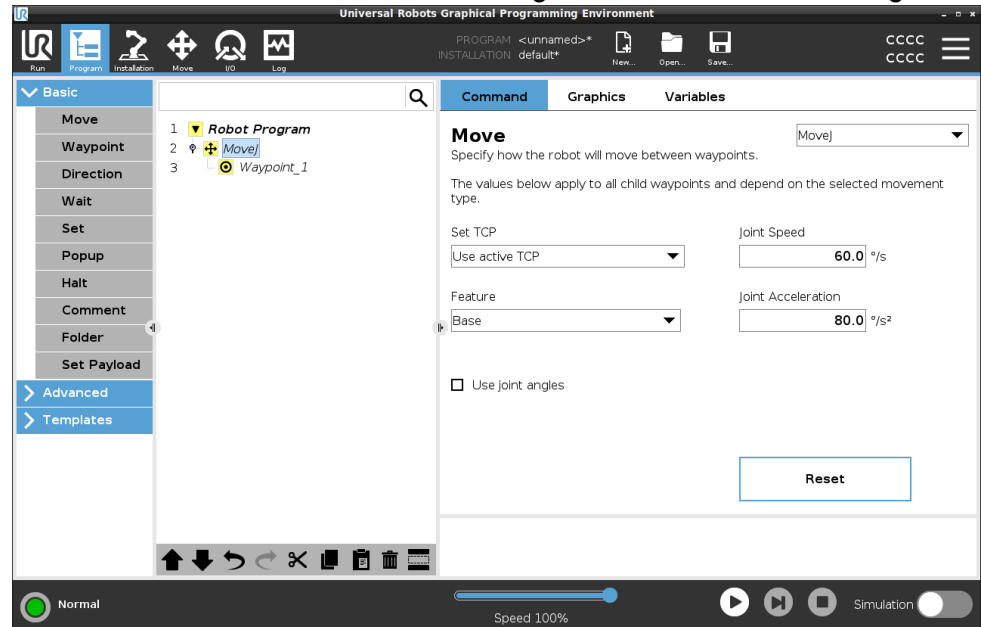 Universal Robots Graphical Programming Environment
UR
Run
Program
Installation
Move
I/O
Log
PROGRAM <unnamed>*
INSTALLATION default*
New...
Open...
Save...
CCCC
CCCC
Basic
Move
Waypoint
Direction
Wait
Set
Popup
Halt
Comment
Folder
Set Payload
Advanced
Templates
1 Robot Program
2 MoveJ
3 Waypoint_1
Command Graphics Variables
Move
MoveJ
Specify how the robot will move between waypoints.
The values below apply to all child waypoints and depend on the selected movement
type.
Set TCP
Use active TCP
Joint Speed
60.0 °/s
Feature
Base
Joint Acceleration
80.0 °/s²
Use joint angles
Reset
Normal
Speed 100%
Simulation